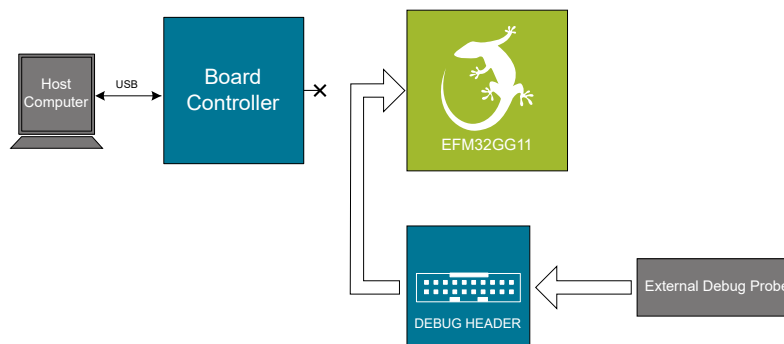 Host
Computer
USB
Board
Controller
EFM32GG11
DEBUG HEADER
External Debug Probe